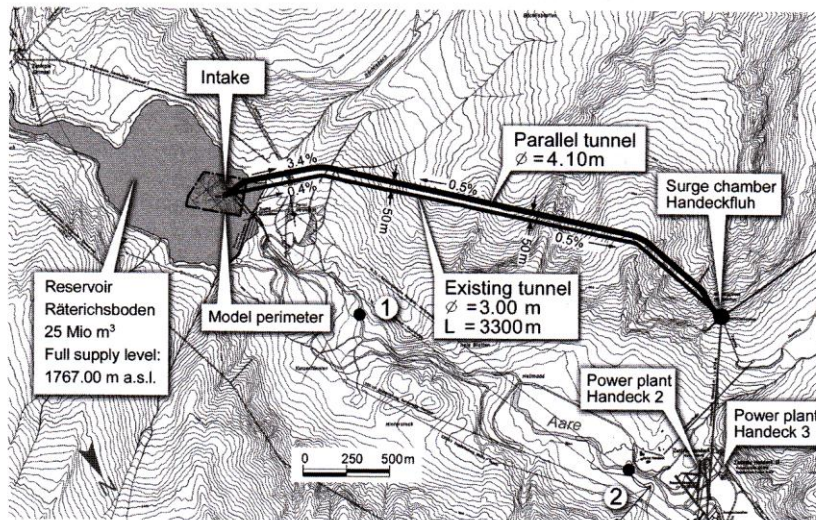 Intake
3.4%
0.4%
0.5%
50m
Parallel tunnel
∅ = 4.10m
50m
0.5%
Surge chamber
Handeckfluh
Existing tunnel
∅ = 3.00 m
L = 3300m
Reservoir
Räterichsboden
25 Mio m³
Full supply level:
1767.00 m a.s.l.
Model perimeter
1
Power plant
Handeck 2
Power plant
Handeck 3
Aare
0 250 500m
2
N